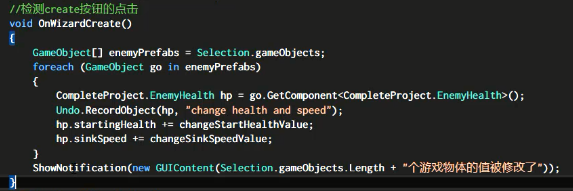 //检测create按钮的点击
void OnWizardCreate()
{
GameObject[] enemyPrefabs = Selection.gameObjects;
foreach (GameObject go in enemyPrefabs)
{
CompleteProject.EnemyHealth hp = go.GetComponent<CompleteProject.EnemyHealth>();
Undo.RecordObject(hp, "change health and speed");
hp.startingHealth += changeStartHealthValue;
hp.sinkSpeed += changeSinkSpeedValue;
}
ShowNotification(new GUIContent(Selection.gameObjects.Length + "个游戏物体的值被修改了"));
}